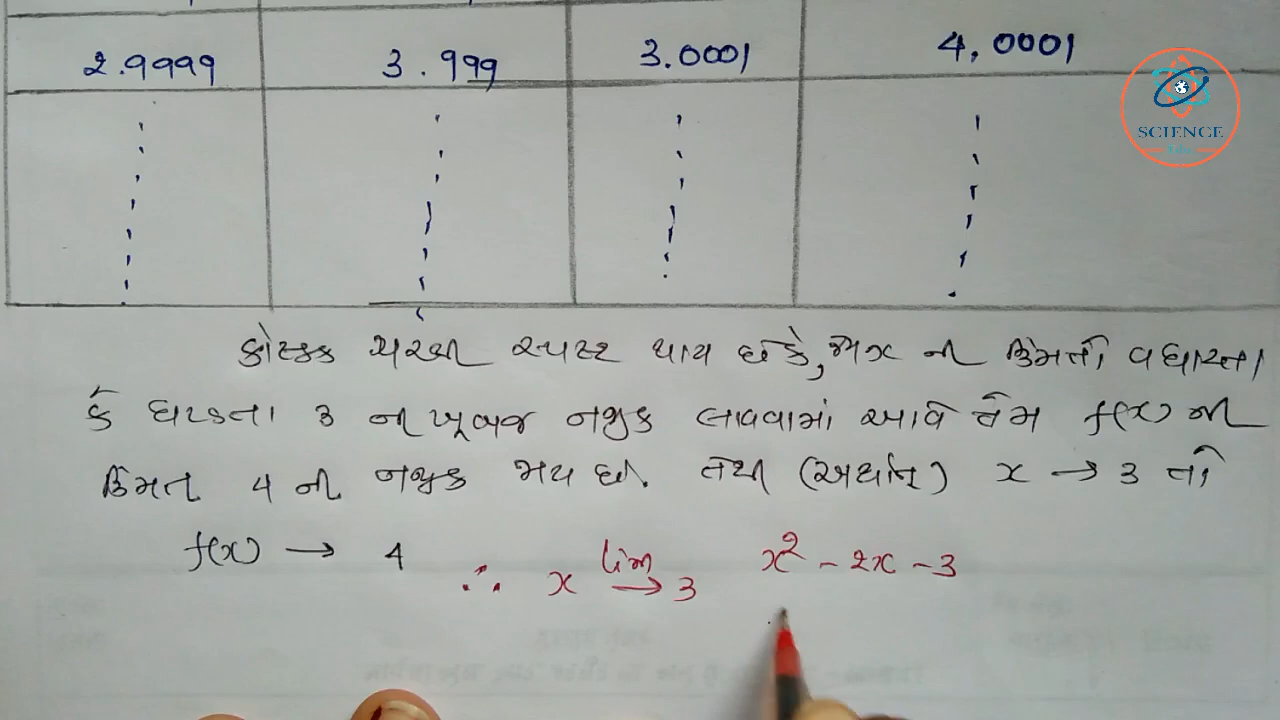 2.9999 3.999 3.0001 4,0001
SCIENCE
કોષ્ટક પરથી સ્પષ્ટ થાય છે કે, જેમ x ની કિંમતો વધારતા
કે ઘટાડતા 3 ની ખૂબજ નજીક લાવવામાં આવે તેમ f(x) ની
કિંમત 4 ની નજીક જાય છે. તેથી (અર્થાત) x → 3 તો
f(x) → 4 ∴ lim x → 3 x² - 2x - 3